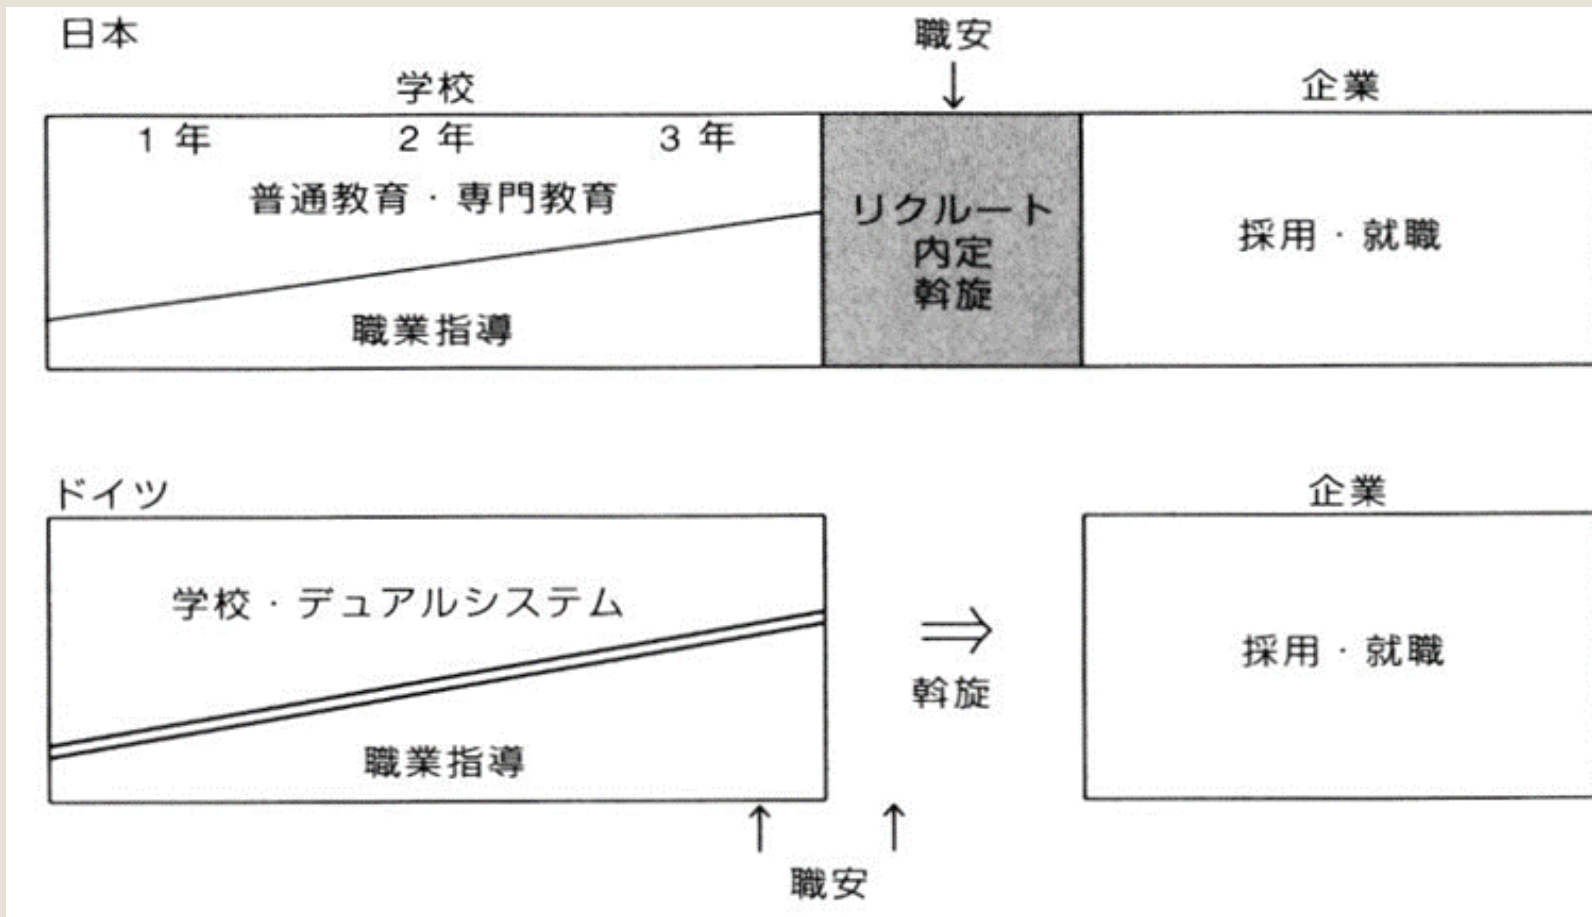 日本
職安
↓
学校
企業
1 年
2 年
3 年
普通教育・専門教育
職業指導
リクルート
内定
斡旋
採用・就職
ドイツ
企業
学校・デュアルシステム
職業指導
⇒
斡旋
採用・就職
↑ ↑
職安